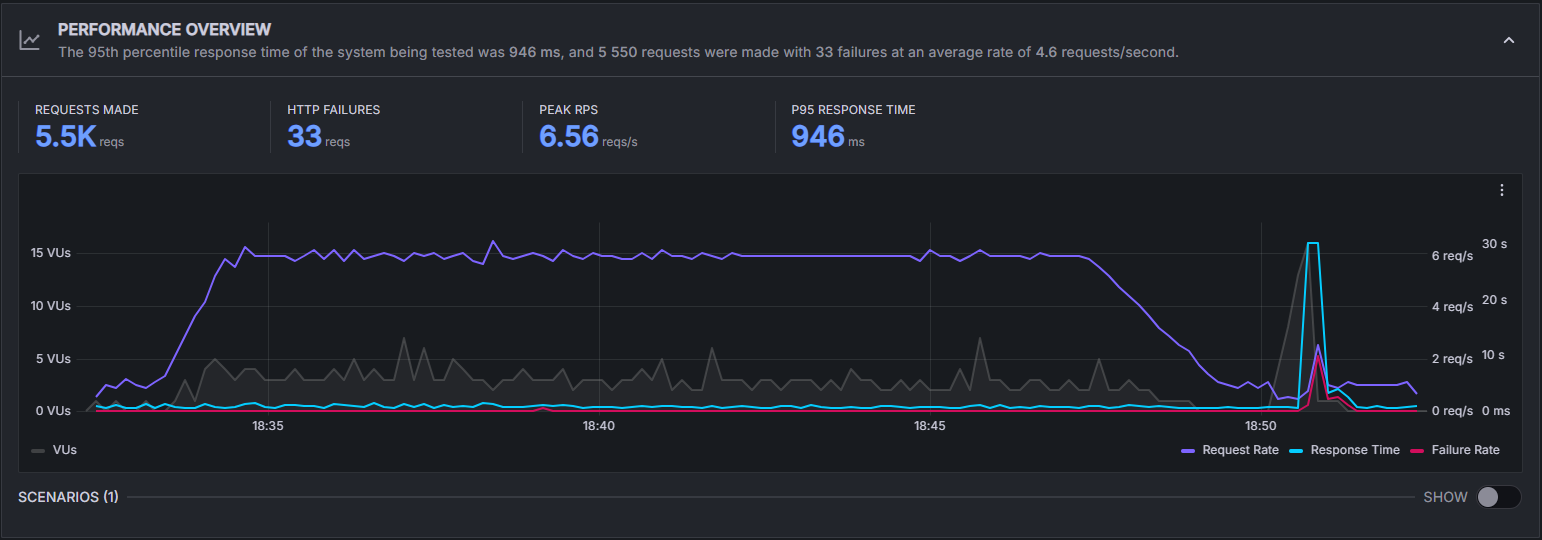 PERFORMANCE OVERVIEW
The 95th percentile response time of the system being tested was 946 ms, and 5 550 requests were made with 33 failures at an average rate of 4.6 requests/second.
REQUESTS MADE
5.5K reqs
HTTP FAILURES
33 reqs
PEAK RPS
6.56 reqs/s
P95 RESPONSE TIME
946 ms
15 VUs
10 VUs
5 VUs
0 VUs
6 req/s
4 req/s
2 req/s
0 req/s
30 s
20 s
10 s
0 ms
18:35
18:40
18:45
18:50
VUs
Request Rate
Response Time
Failure Rate
SCENARIOS (1)
SHOW